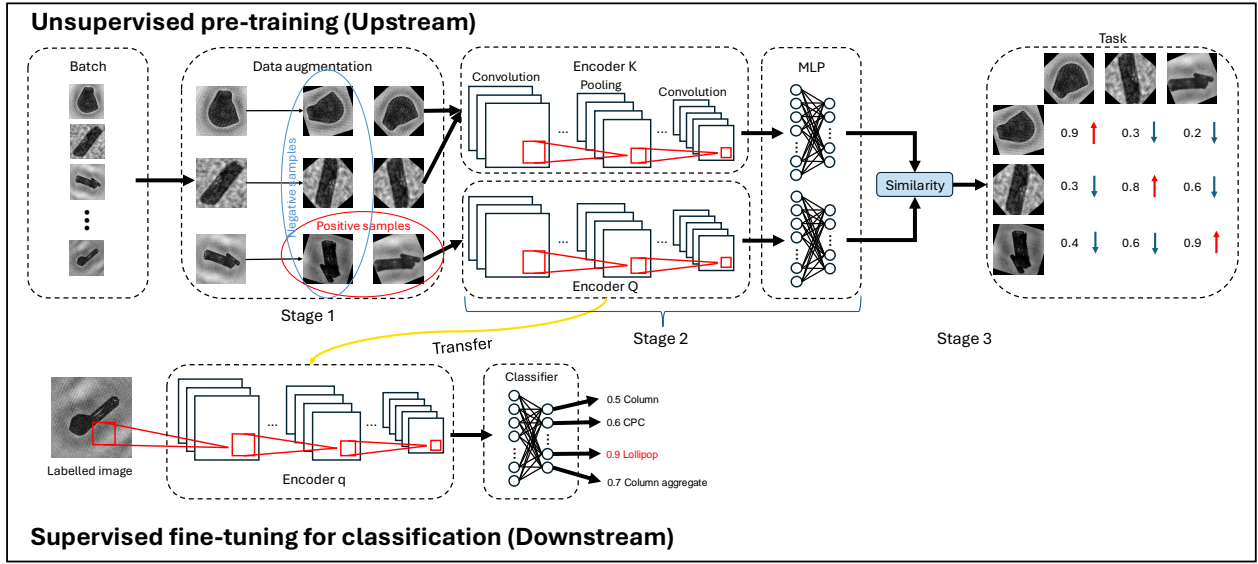 Unsupervised pre-training (Upstream)
Batch
Data augmentation
Negative samples
Positive samples
Stage 1
Encoder K
Convolution
Pooling
Convolution
...
...
...
...
Encoder Q
MLP
Stage 2
Similarity
Stage 3
Task
0.9 0.3 0.2
0.3 0.8 0.6
0.4 0.6 0.9
Transfer
Labelled image
...
...
Encoder q
Classifier
0.5 Column
0.6 CPC
0.9 Lollipop
0.7 Column aggregate
Supervised fine-tuning for classification (Downstream)